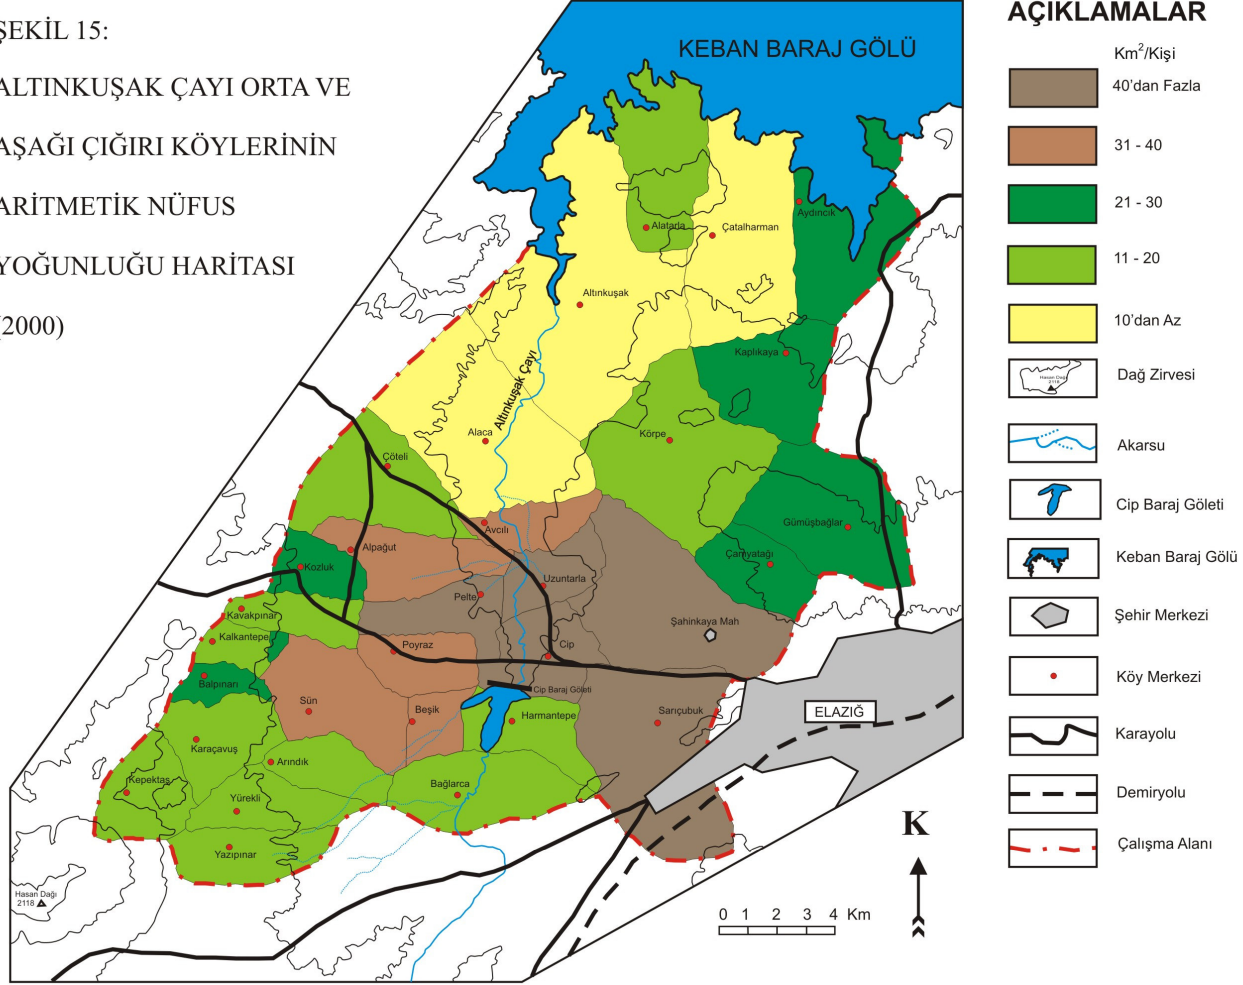 ŞEKİL 15:
ALTINKUŞAK ÇAYI ORTA VE
AŞAĞI ÇIĞIRI KÖYLERİNİN
ARİTMETİK NÜFUS
YOĞUNLUĞU HARİTASI
(2000)
KEBAN BARAJ GÖLÜ
Aydıncık
Alatarla
Çatalharman
Altınkuşak
Kaplıkaya
Altınkuşak Çayı
Alaca
Körpe
Çöteli
Avcılı
Gümüşbağlar
Alpağut
Çamyatağı
Kozluk
Uzuntarla
Pelte
Kavakpınar
Şahinkaya Mah
Kalkantepe
Poyraz
Cip
Balpınarı
Cip Baraj Göleti
Sün
Beşik
Harmantepe
Sarıçubuk
ELAZIĞ
Karaçavuş
Arındık
Kepektaş
Bağlarca
Yürekli
Yazıpınar
Hasan Dağı
2118
K
0 1 2 3 4 Km
AÇIKLAMALAR
Km²/Kişi
40'dan Fazla
31 - 40
21 - 30
11 - 20
10'dan Az
Hasan Dağı
2118
Dağ Zirvesi
Akarsu
Cip Baraj Göleti
Keban Baraj Gölü
Şehir Merkezi
Köy Merkezi
Karayolu
Demiryolu
Çalışma Alanı